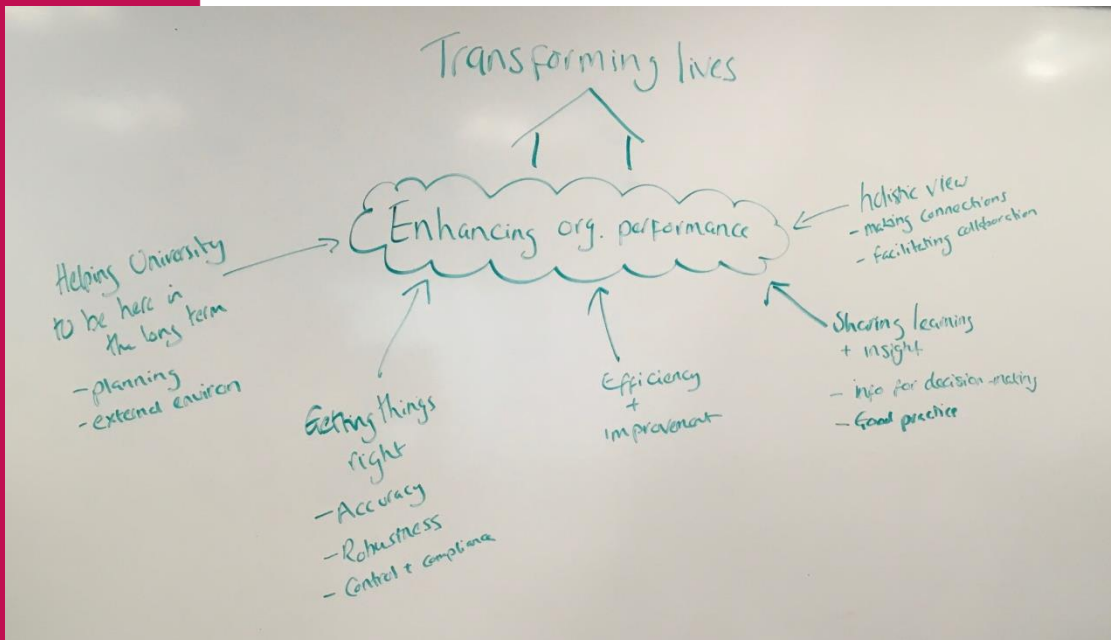 Transforming lives
Enhancing org. performance
Helping University
to be here in
the long term
- planning
- external environ
Getting things
right
- Accuracy
- Robustness
- Control + compliance
Efficiency
+
improvement
holistic view
- making connections
- facilitating collaboration
Sharing learning
+ insight
- info for decision-making
- Good practice